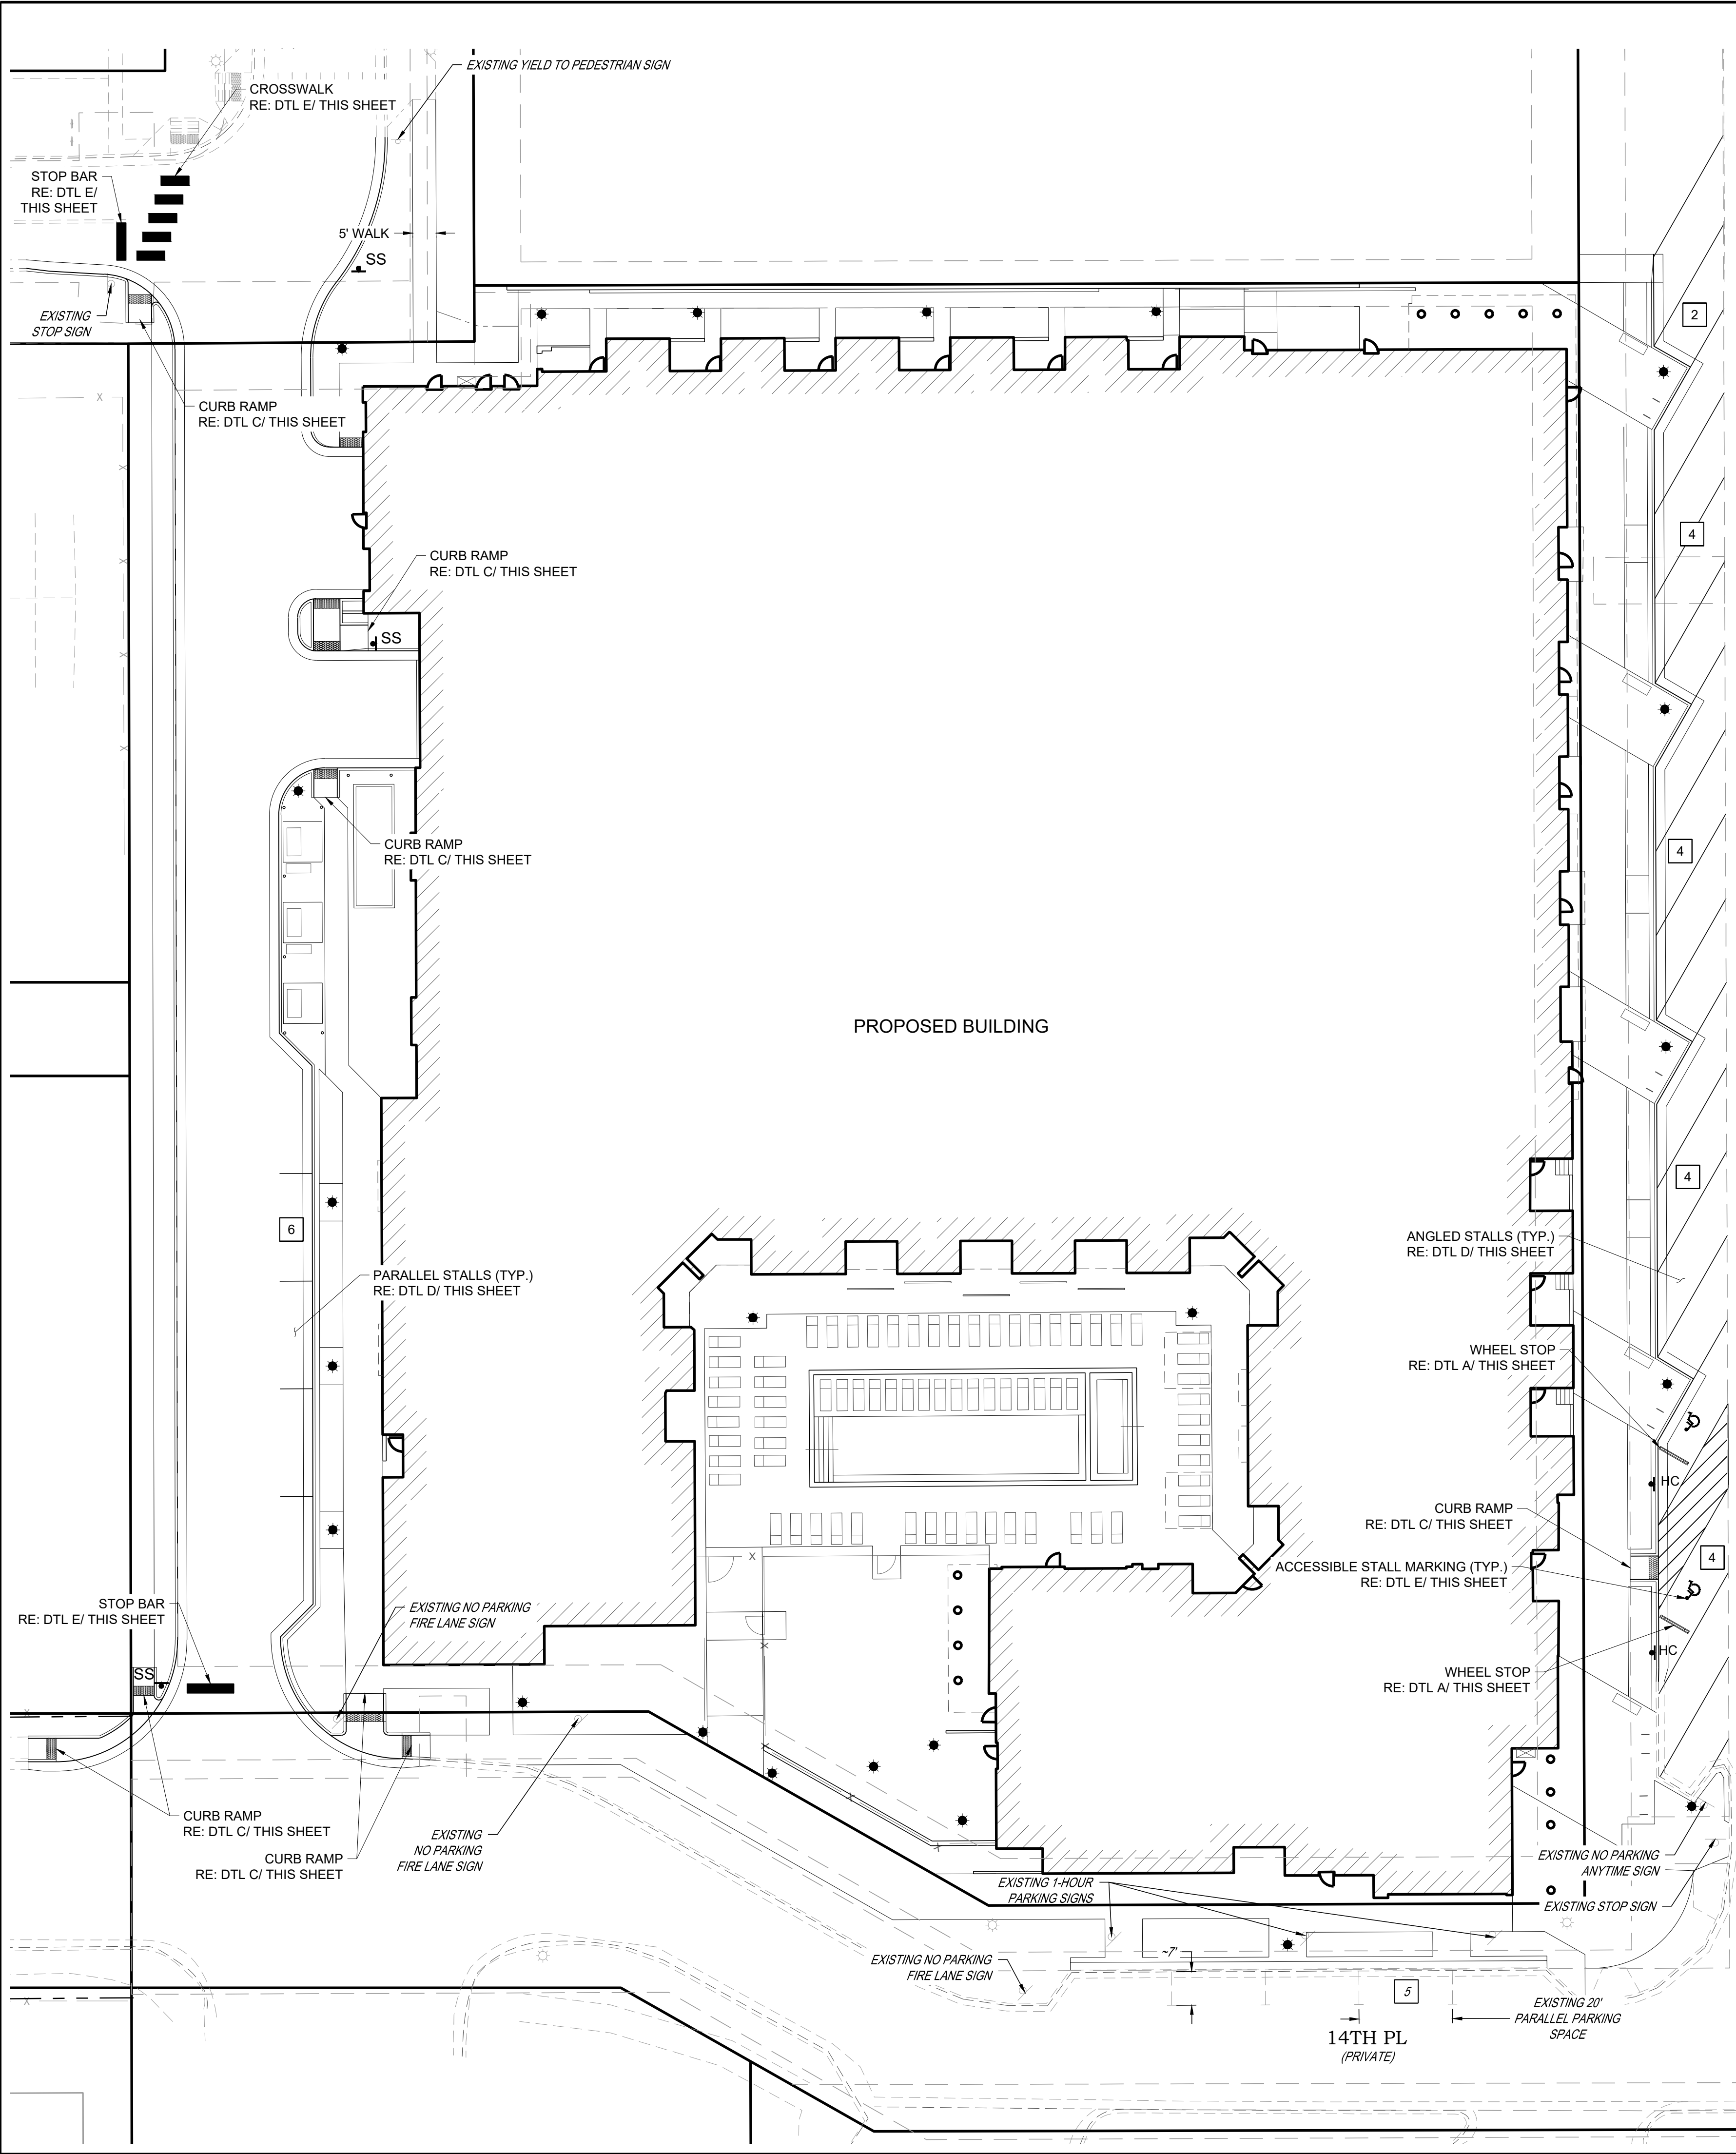 EXISTING YIELD TO PEDESTRIAN SIGN
CROSSWALK
RE: DTL E/ THIS SHEET
STOP BAR
RE: DTL E/
THIS SHEET
5' WALK
SS
EXISTING
STOP SIGN
2
X
CURB RAMP
RE: DTL C/ THIS SHEET
X
4
X
CURB RAMP
RE: DTL C/ THIS SHEET
SS
X
X
CURB RAMP
RE: DTL C/ THIS SHEET
4
PROPOSED BUILDING
4
6
ANGLED STALLS (TYP.)
RE: DTL D/ THIS SHEET
PARALLEL STALLS (TYP.)
RE: DTL D/ THIS SHEET
WHEEL STOP
RE: DTL A/ THIS SHEET
HC
CURB RAMP
RE: DTL C/ THIS SHEET
X
4
ACCESSIBLE STALL MARKING (TYP.)
RE: DTL E/ THIS SHEET
STOP BAR
RE: DTL E/ THIS SHEET
EXISTING NO PARKING
FIRE LANE SIGN
X
HC
SS
WHEEL STOP
RE: DTL A/ THIS SHEET
X
X
X
CURB RAMP
RE: DTL C/ THIS SHEET
EXISTING
NO PARKING
FIRE LANE SIGN
X
CURB RAMP
RE: DTL C/ THIS SHEET
EXISTING NO PARKING
ANYTIME SIGN
EXISTING 1-HOUR
PARKING SIGNS
EXISTING STOP SIGN
EXISTING NO PARKING
FIRE LANE SIGN
~7'
5
X
EXISTING 20'
PARALLEL PARKING
SPACE
14TH PL
(PRIVATE)